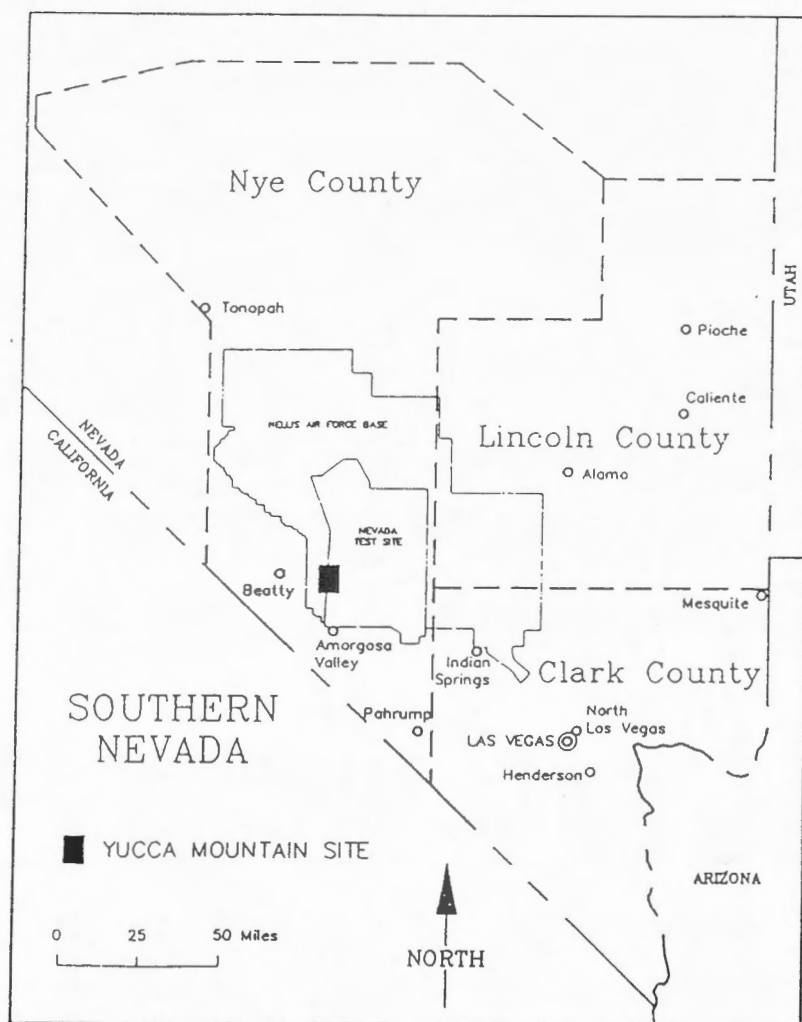 Nye County
UTAH
Tonopah
Pioche
NEVADA
CALIFORNIA
Caliente
NELLIS AIR FORCE BASE
Lincoln County
Alamo
NEVADA
TEST SITE
Beatty
Mesquite
Amorgosa
Valley
Indian
Springs
Clark County
SOUTHERN
NEVADA
Pahrump
North
Las Vegas
LAS VEGAS
Henderson
YUCCA MOUNTAIN SITE
ARIZONA
0 25 50 Miles
NORTH